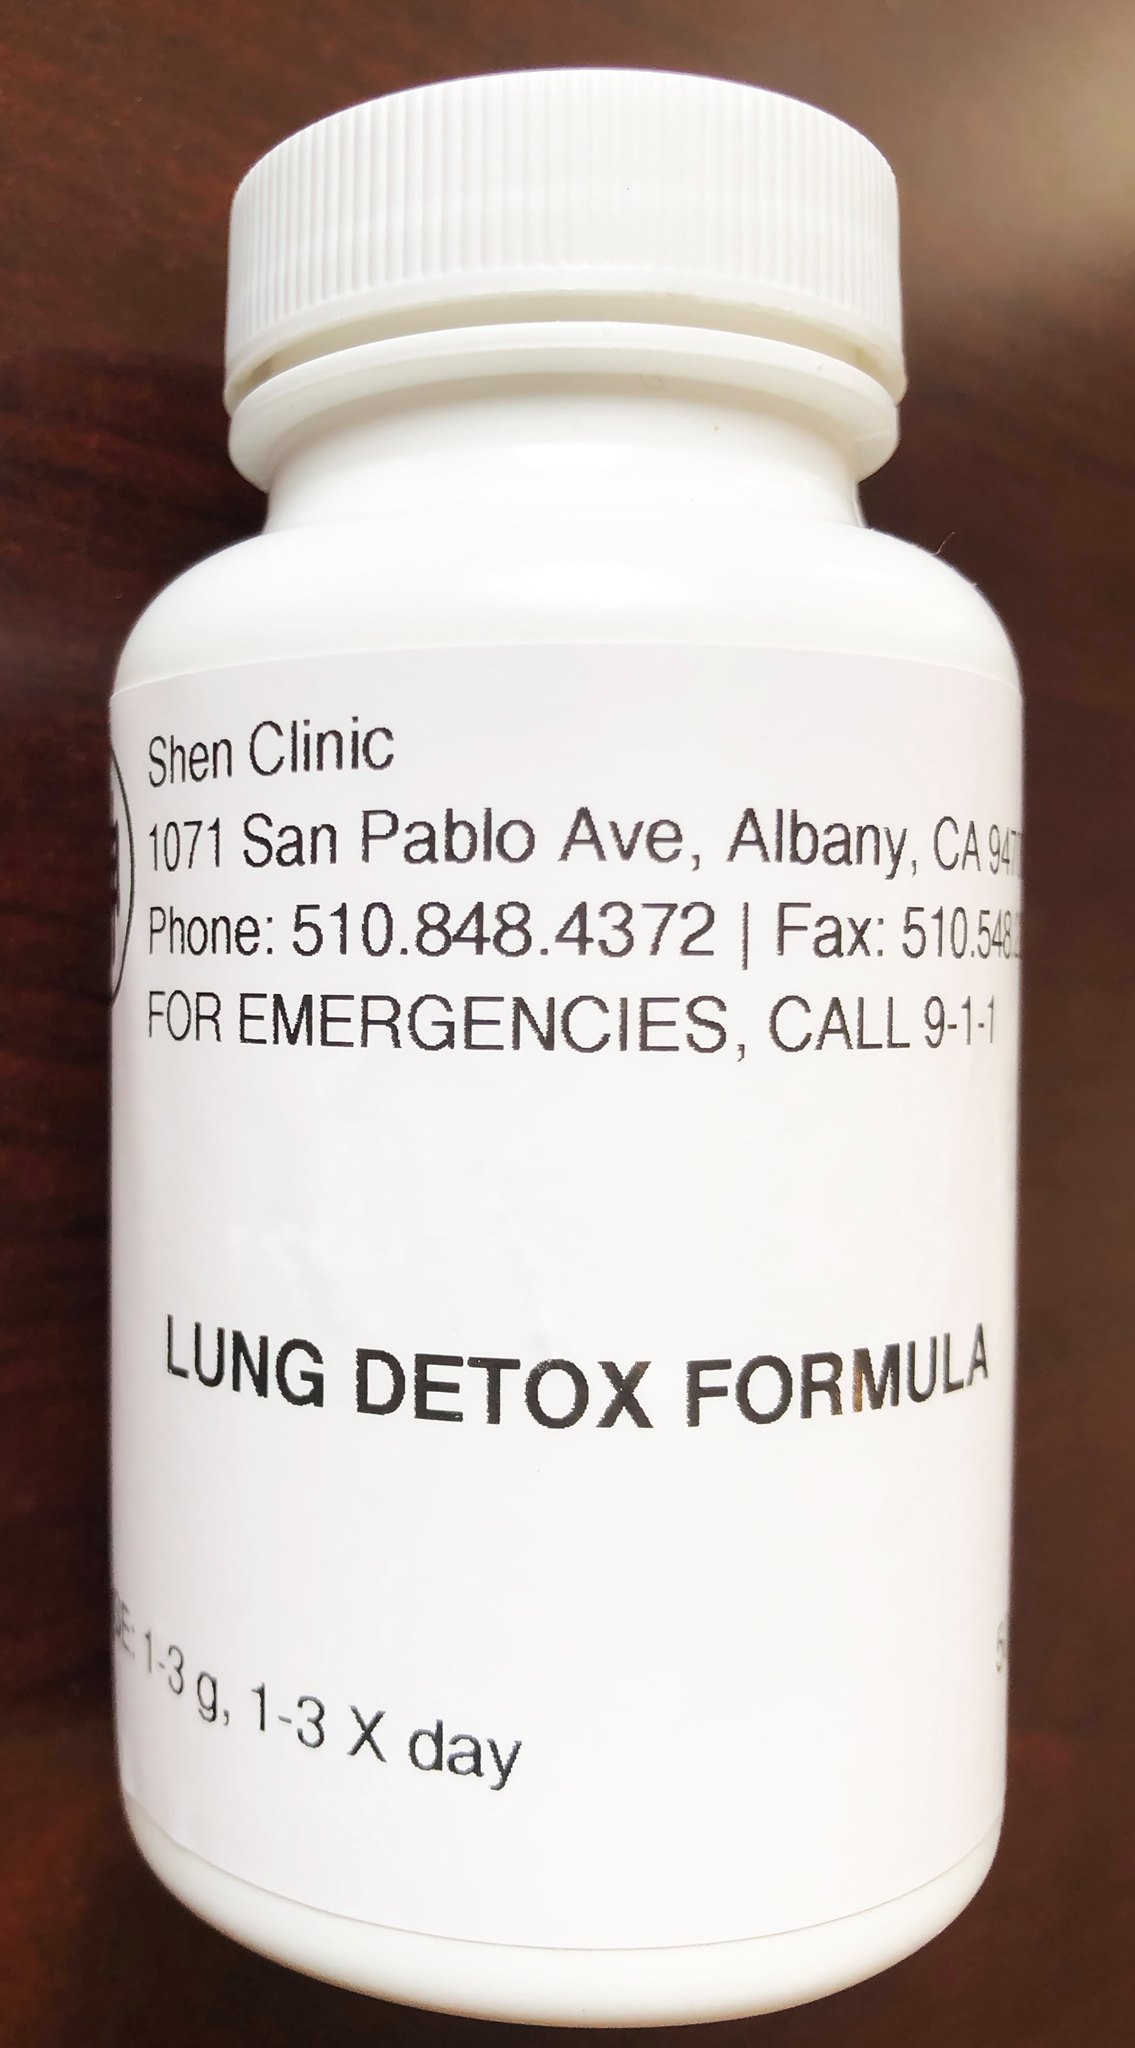 Shen Clinic
1071 San Pablo Ave, Albany, CA
Phone: 510.848.4372 | Fax:
FOR EMERGENCIES, CALL 9-1-1
LUNG DETOX FORMULA
1-3 g, 1-3 X day